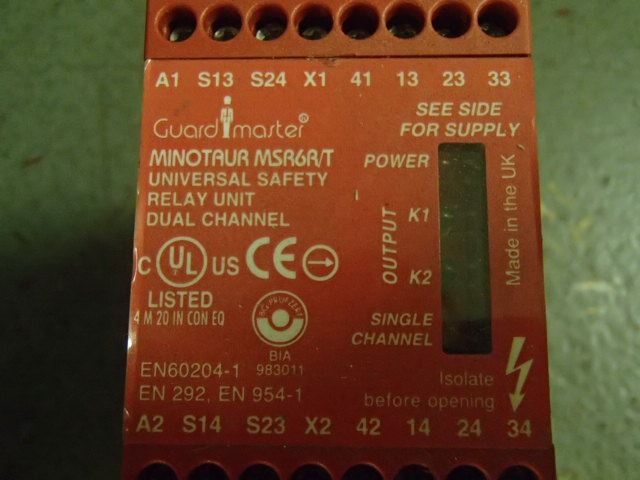 A1 S13 S24 X1 41 13 23 33
Guardmaster®
SEE SIDE
FOR SUPPLY
MINOTAUR MSR6R/T
UNIVERSAL SAFETY
RELAY UNIT
DUAL CHANNEL
POWER
OUTPUT
K1
K2
SINGLE
CHANNEL
Made in the UK
C UL US CE
LISTED
4 M 20 IN CON EQ
BIA
983011
EN60204-1
EN 292, EN 954-1
Isolate
before opening
A2 S14 S23 X2 42 14 24 34